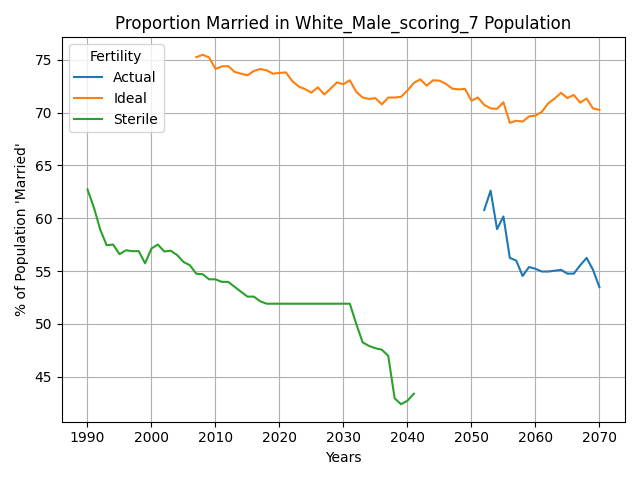 Proportion Married in White_Male_scoring_7 Population
% of Population 'Married'
75
70
65
60
55
50
45
Fertility
Actual
Ideal
Sterile
1990 2000 2010 2020 2030 2040 2050 2060 2070
Years